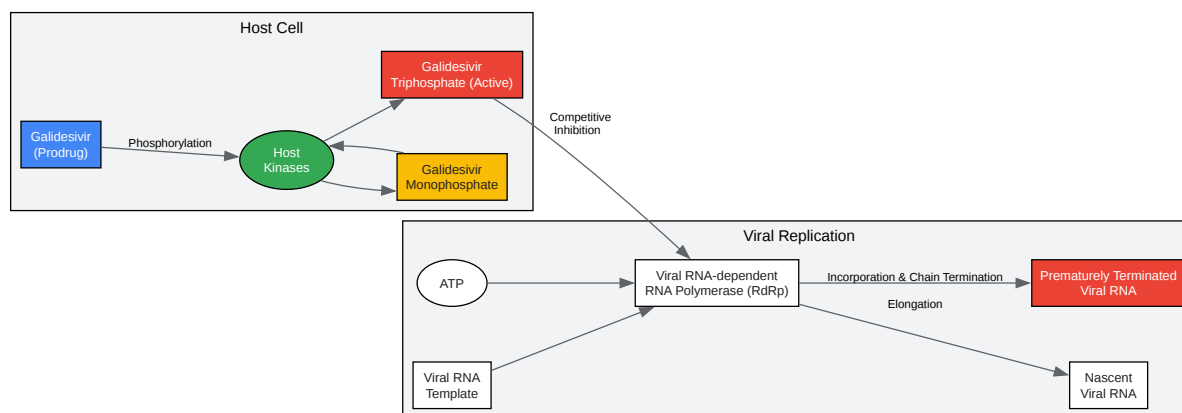 Host Cell
Galidesivir
Triphosphate (Active)
Galidesivir
(Prodrug)
Phosphorylation
Host
Kinases
Galidesivir
Monophosphate
Competitive
Inhibition
Viral Replication
ATP
Viral RNA-dependent
RNA Polymerase (RdRp)
Incorporation & Chain Termination
Prematurely Terminated
Viral RNA
Elongation
Viral RNA
Template
Nascent
Viral RNA